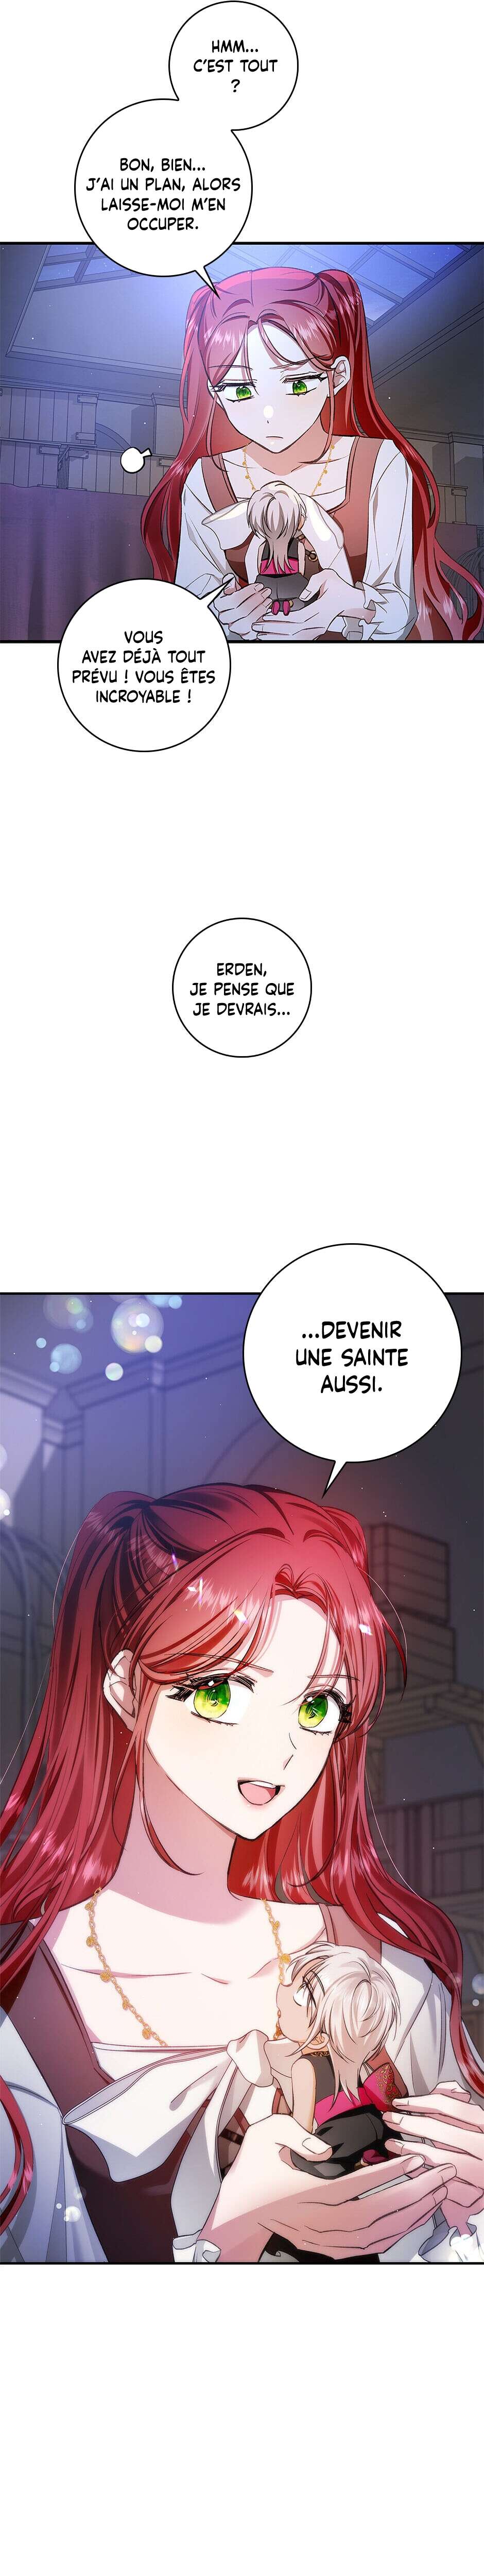 HMM...
C'EST TOUT
?
BON, BIEN...
J'AI UN PLAN, ALORS
LAISSE-MOI M'EN
OCCUPER.
VOUS
AVEZ DÉJÀ TOUT
PRÉVU ! VOUS ÊTES
INCROYABLE !
ERDEN,
JE PENSE QUE
JE DEVRAIS...
...DEVENIR
UNE SAINTE
AUSSI.